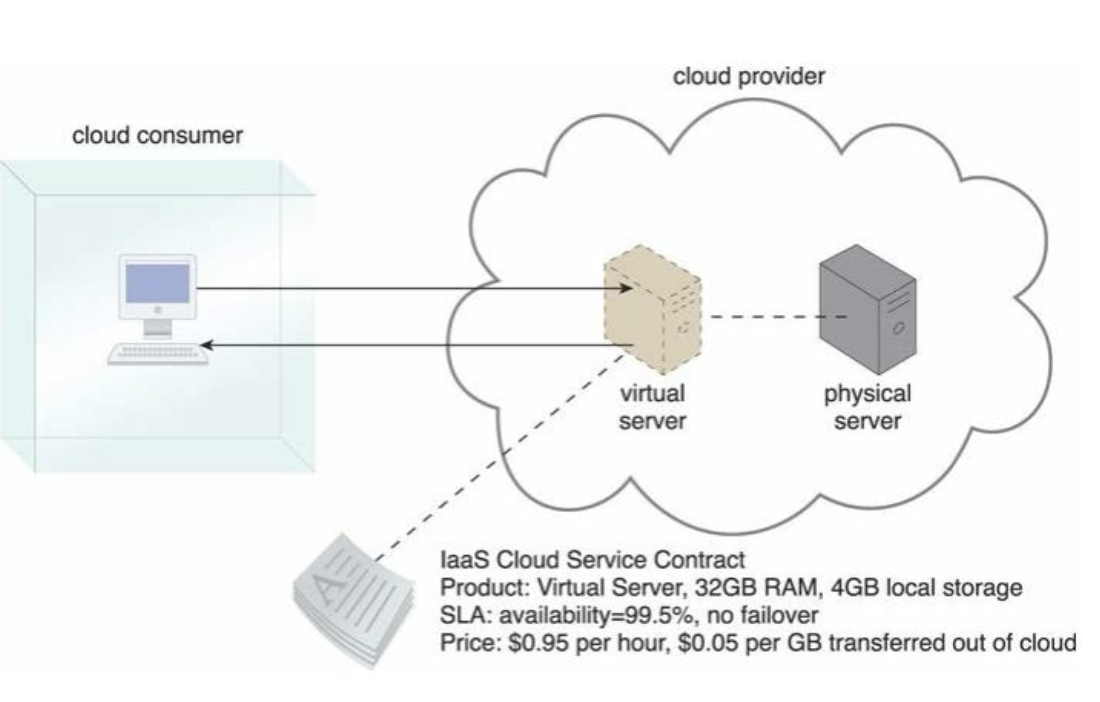 cloud provider
cloud consumer
virtual
server
physical
server
IaaS Cloud Service Contract
Product: Virtual Server, 32GB RAM, 4GB local storage
SLA: availability=99.5%, no failover
Price: $0.95 per hour, $0.05 per GB transferred out of cloud